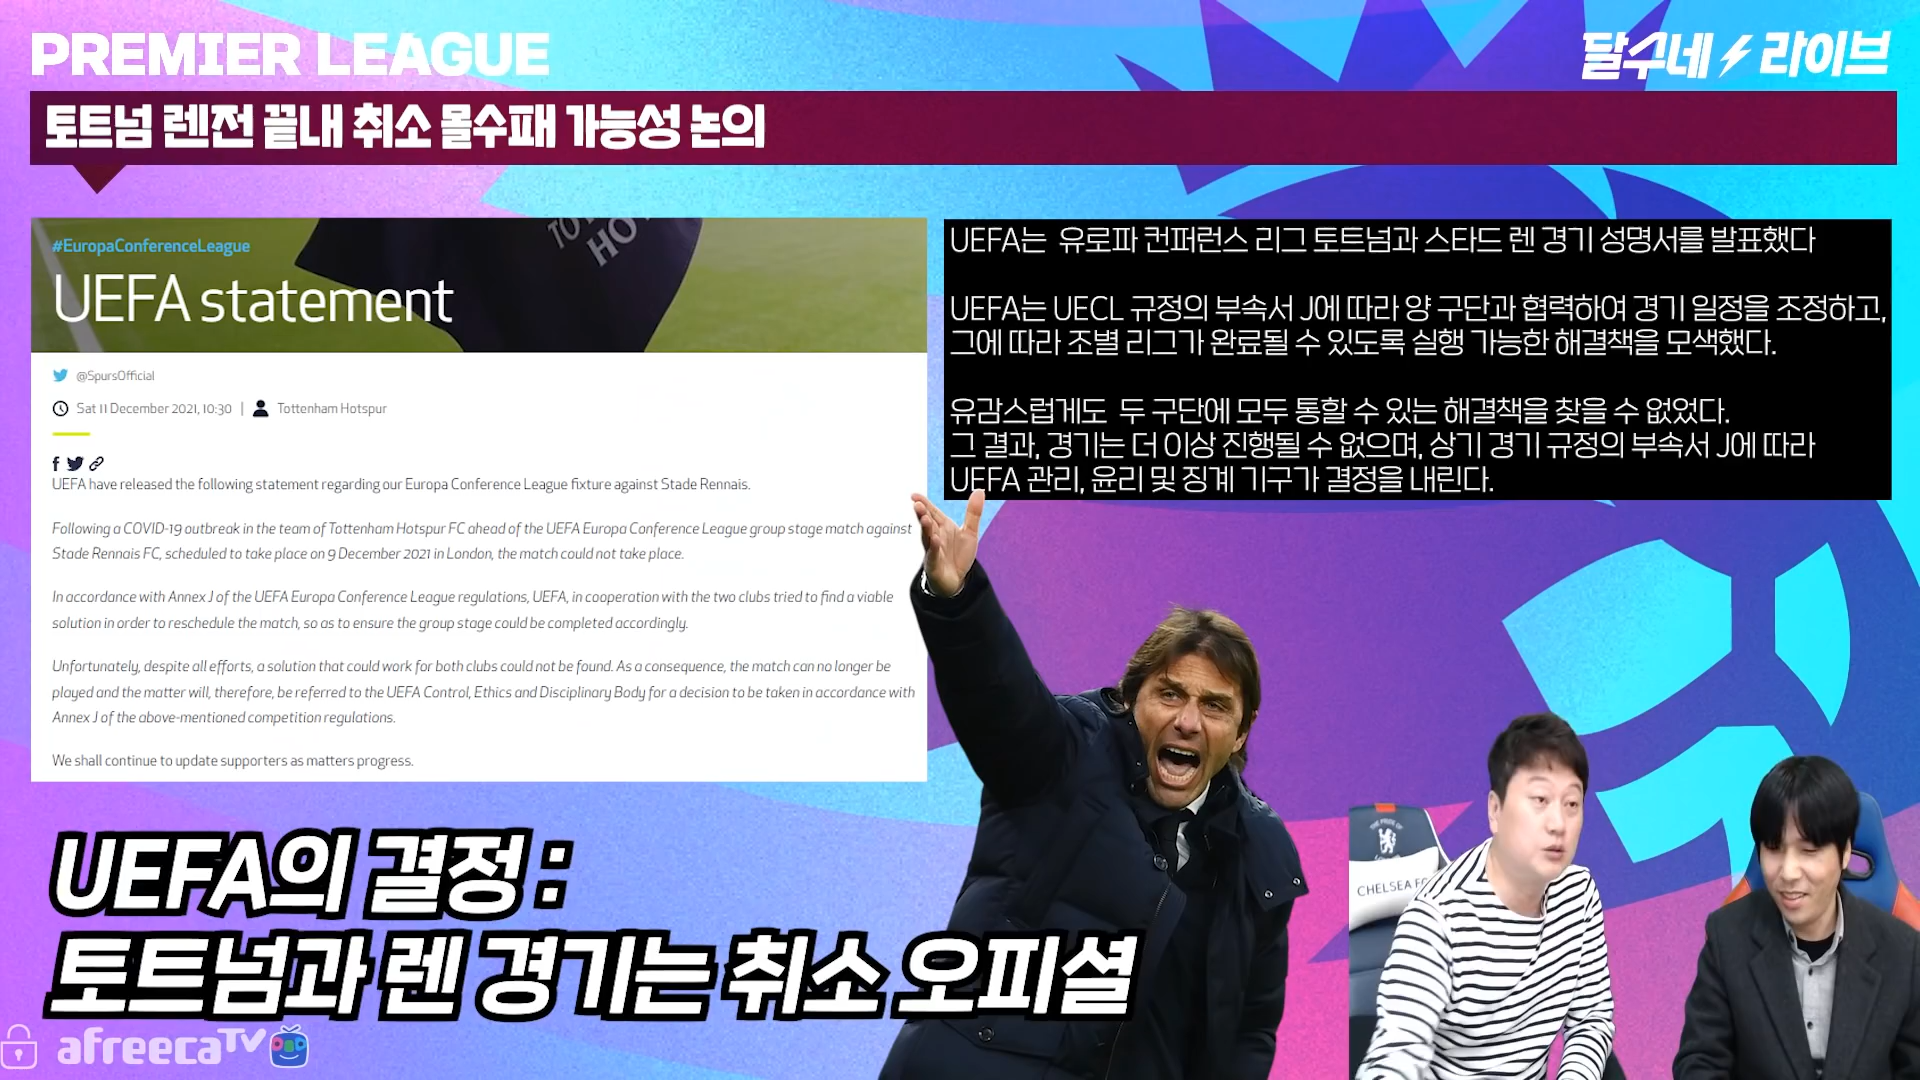 PREMIER LEAGUE
달수네 라이브
토트넘 렌전 끝내 취소 몰수패 가능성 논의
TO
HO
#EuropaConferenceLeague
UEFA statement
@SpursOfficial
Sat 11 December 2021, 10:30 | Tottenham Hotspur
UEFA have released the following statement regarding our Europa Conference League fixture against Stade Rennais.
Following a COVID-19 outbreak in the team of Tottenham Hotspur FC ahead of the UEFA Europa Conference League group stage match against
Stade Rennais FC, scheduled to take place on 9 December 2021 in London, the match could not take place.
In accordance with Annex J of the UEFA Europa Conference League regulations, UEFA, in cooperation with the two clubs tried to find a viable
solution in order to reschedule the match, so as to ensure the group stage could be completed accordingly.
Unfortunately, despite all efforts, a solution that could work for both clubs could not be found. As a consequence, the match can no longer be
played and the matter will, therefore, be referred to the UEFA Control, Ethics and Disciplinary Body for a decision to be taken in accordance with
Annex J of the above-mentioned competition regulations.
We shall continue to update supporters as matters progress.
UEFA는 유로파 컨퍼런스 리그 토트넘과 스타드 렌 경기 성명서를 발표했다
UEFA는 UECL 규정의 부속서 J에 따라 양 구단과 협력하여 경기 일정을 조정하고,
그에 따라 조별 리그가 완료될 수 있도록 실행 가능한 해결책을 모색했다.
유감스럽게도 두 구단에 모두 통할 수 있는 해결책을 찾을 수 없었다.
그 결과, 경기는 더 이상 진행될 수 없으며, 상기 경기 규정의 부속서 J에 따라
UEFA 관리, 윤리 및 징계 기구가 결정을 내린다.
UEFA의 결정 :
토트넘과 렌 경기는 취소 오피셜
THE PRIDE OF
CHELSEA FC
afreecaTV